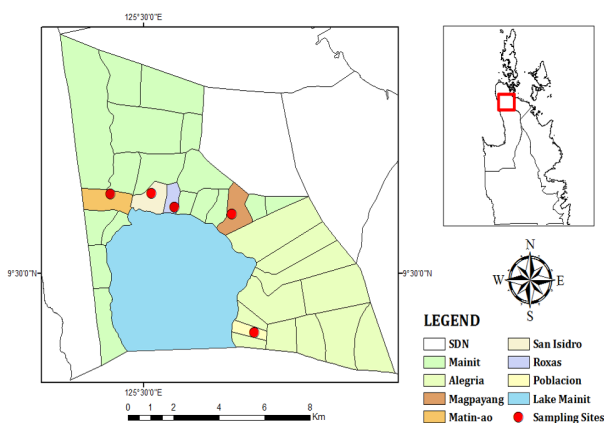 125°30'0"E
N
W E
S
9°30'0"N 9°30'0"N
LEGEND
SDN
Mainit
Alegria
Magpayang
Matin-ao
San Isidro
Roxas
Poblacion
Lake Mainit
Sampling Sites
125°30'0"E
0 1 2 4 6 8
Km